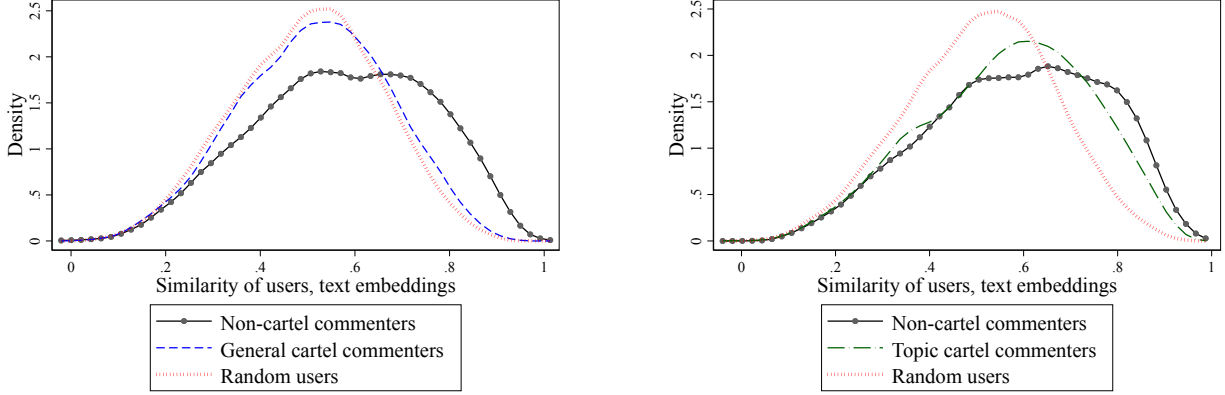 2.5
2
1.5
1
.5
0
Density
0 .2 .4 .6 .8 1
Similarity of users, text embeddings
Non-cartel commenters
General cartel commenters
Random users
2.5
2
1.5
1
.5
0
Density
0 .2 .4 .6 .8 1
Similarity of users, text embeddings
Non-cartel commenters
Topic cartel commenters
Random users